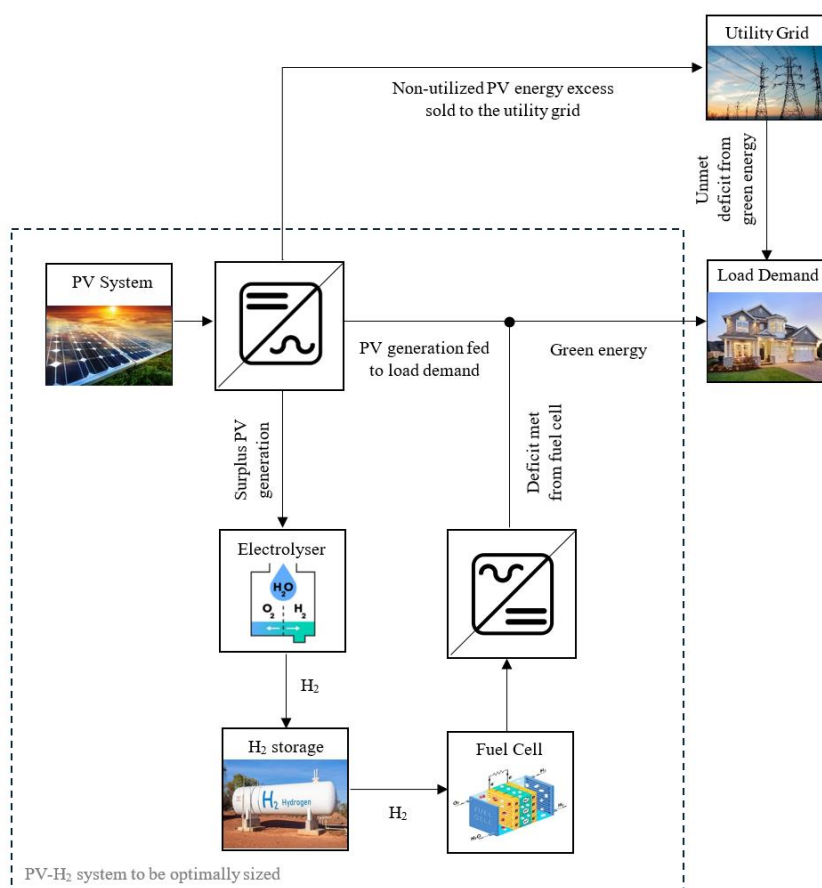 Utility Grid
Non-utilized PV energy excess
sold to the utility grid
Unmet
deficit from
green energy
PV System
Load Demand
PV generation fed
to load demand
Green energy
Surplus PV
generation
Deficit met
from fuel cell
Electrolyser
H₂O
O₂ H₂
H₂
H₂ storage
H₂ Hydrogen
H₂
Fuel Cell
FUEL
CELL
PV-H₂ system to be optimally sized